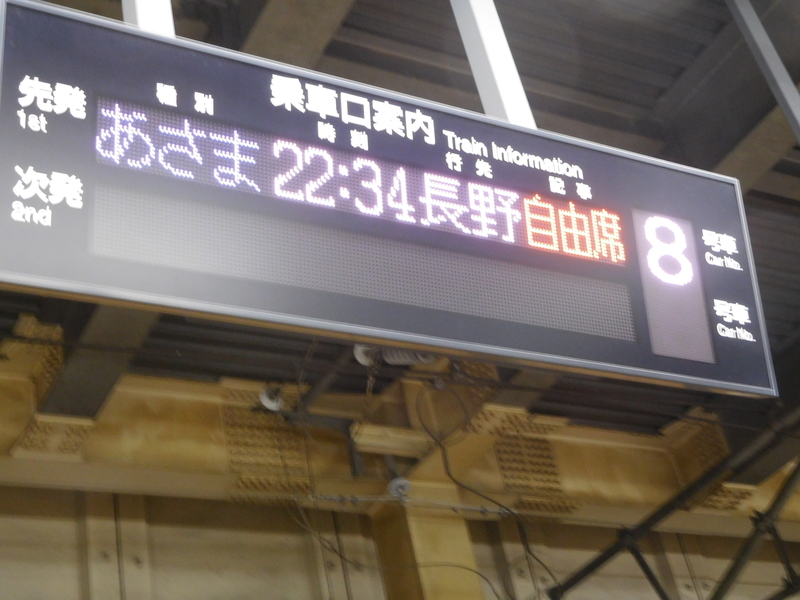 乗車口案内 Train Information
種別 時刻 行先 記事
先発 あさま 22:34 長野 自由席 8 号車
1st Car No.
次発 号車
2nd Car No.